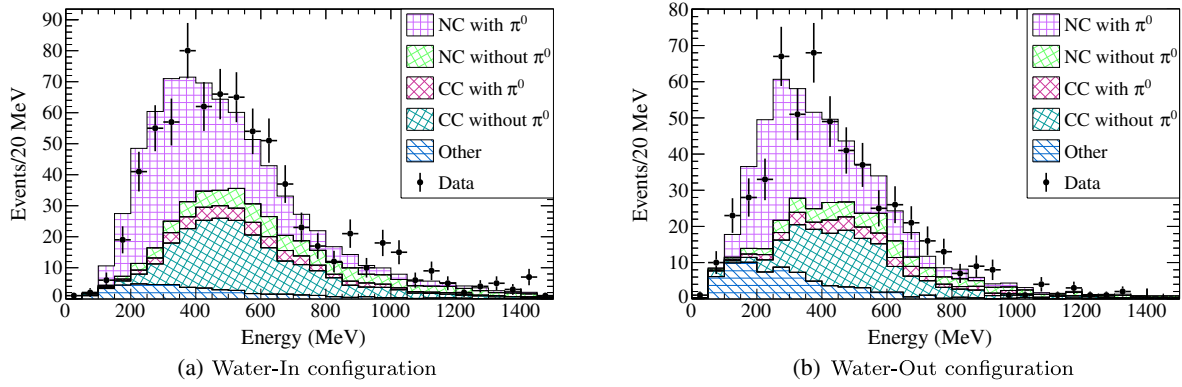 90
80
70
60
50
40
30
20
10
0
0 200 400 600 800 1000 1200 1400
Events/20 MeV
Energy (MeV)
NC with π⁰
NC without π⁰
CC with π⁰
CC without π⁰
Other
Data
(a) Water-In configuration
80
70
60
50
40
30
20
10
0
0 200 400 600 800 1000 1200 1400
Events/20 MeV
Energy (MeV)
NC with π⁰
NC without π⁰
CC with π⁰
CC without π⁰
Other
Data
(b) Water-Out configuration